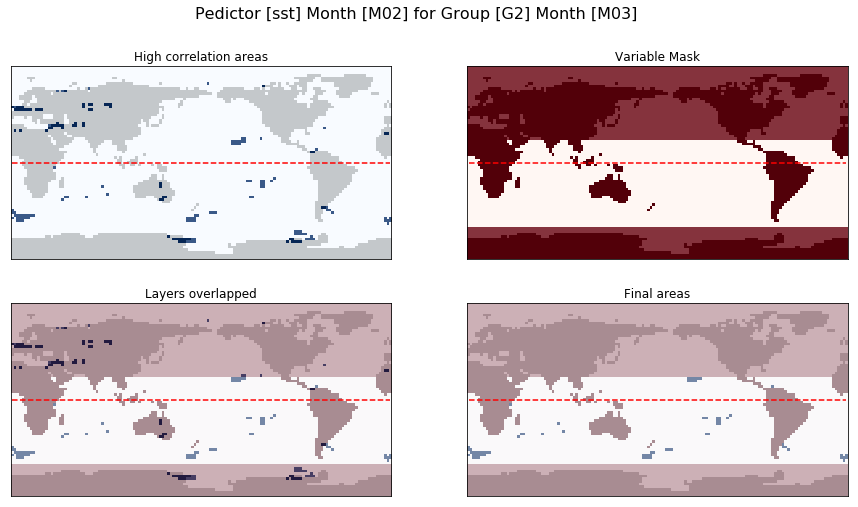 Pedictor [sst] Month [M02] for Group [G2] Month [M03]
High correlation areas
Variable Mask
Layers overlapped
Final areas